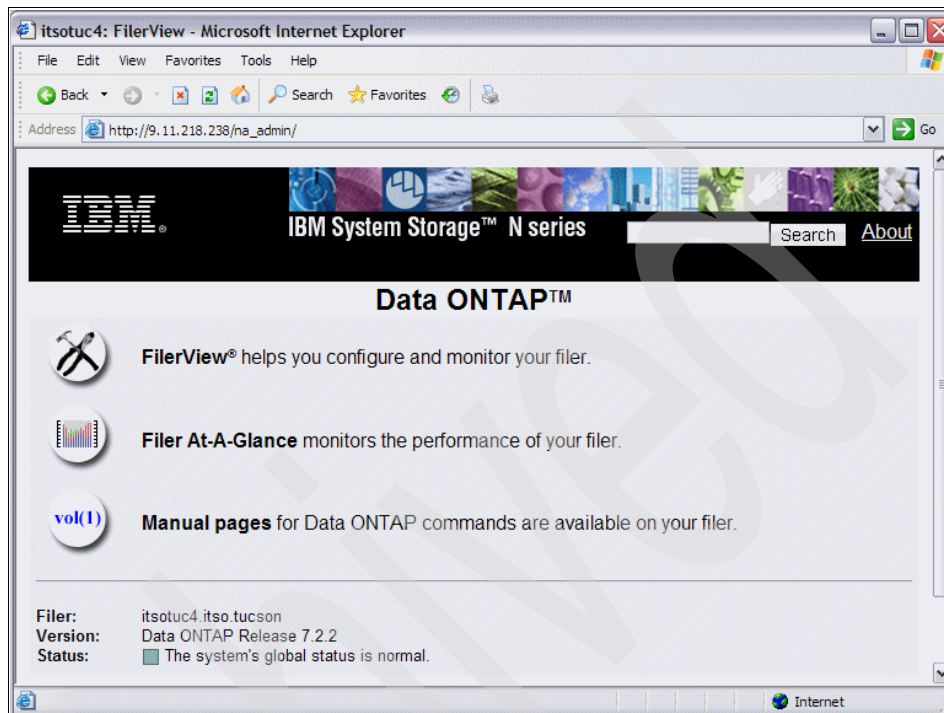 itsotuc4: FilerView - Microsoft Internet Explorer
File Edit View Favorites Tools Help
Back Search Favorites
Address http://9.11.218.238/na_admin/ Go
IBM®
IBM System Storage™ N series Search About
Data ONTAP™
FilerView® helps you configure and monitor your filer.
Filer At-A-Glance monitors the performance of your filer.
vol(1)
Manual pages for Data ONTAP commands are available on your filer.
Filer: itsotuc4.itso.tucson
Version: Data ONTAP Release 7.2.2
Status: The system's global status is normal.
Internet
hived